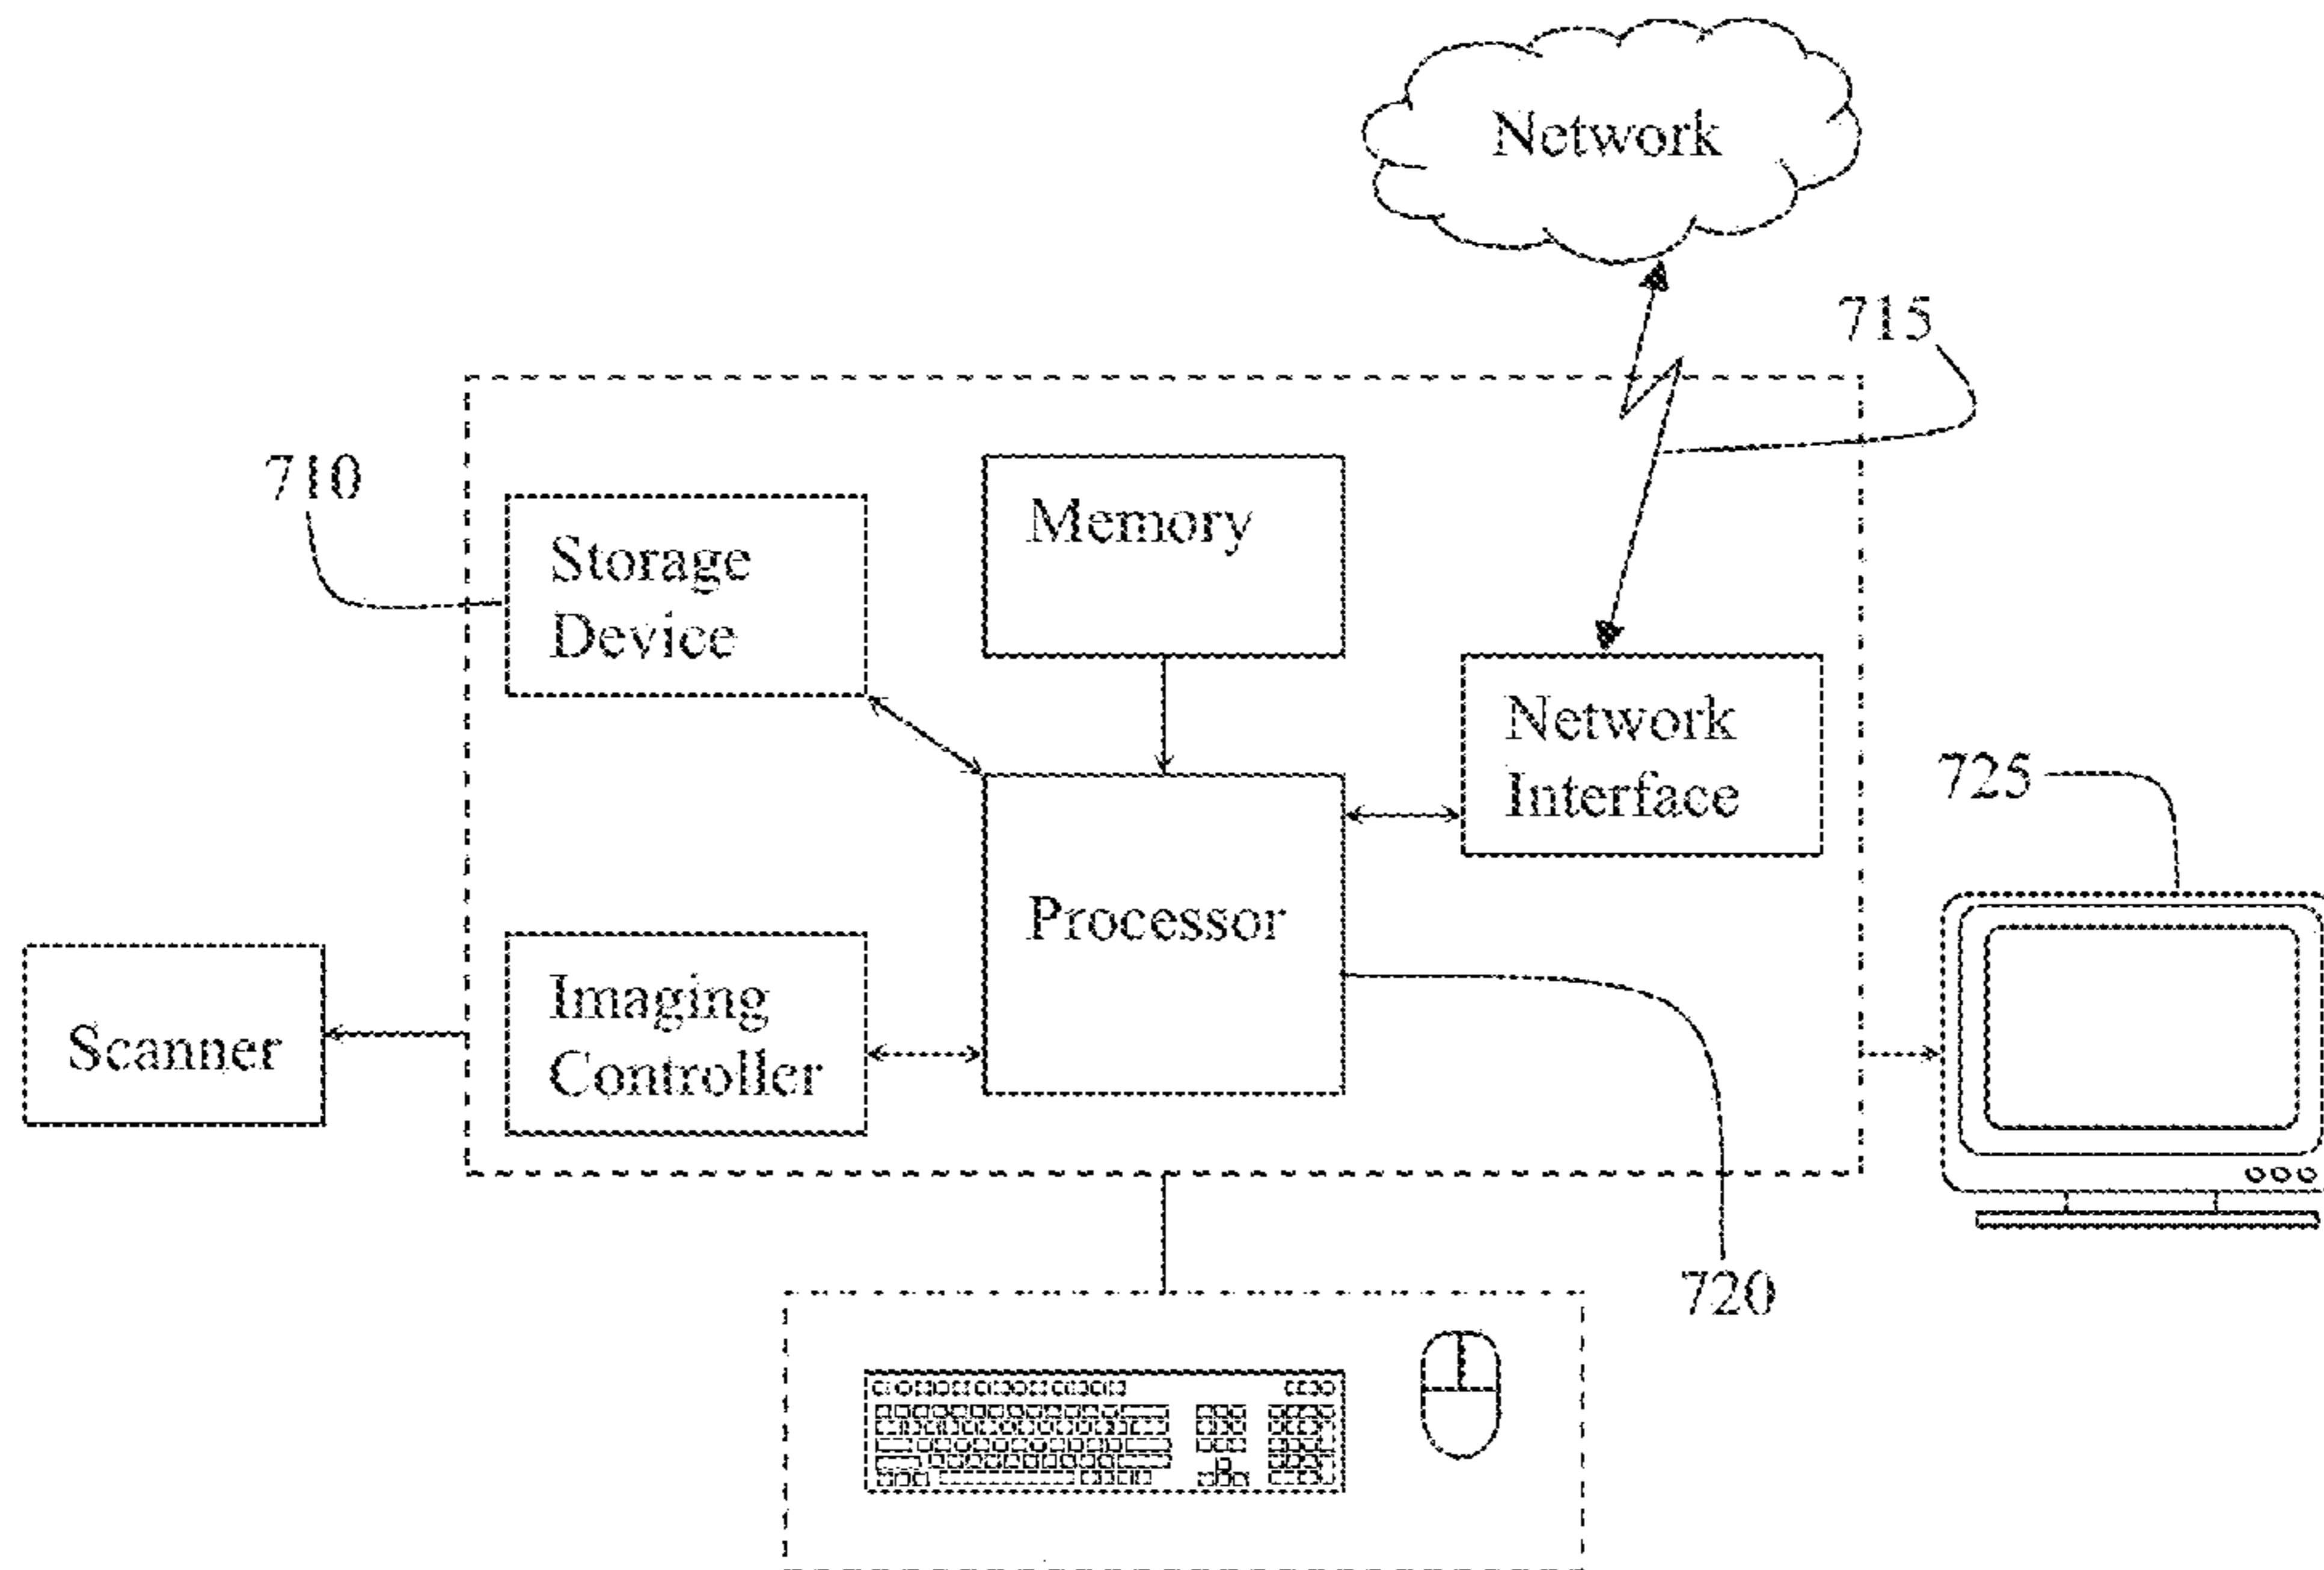 Network
715
710
Memory
Storage
Device
Network
Interface
725
Processor
Imaging
Controller
Scanner
720